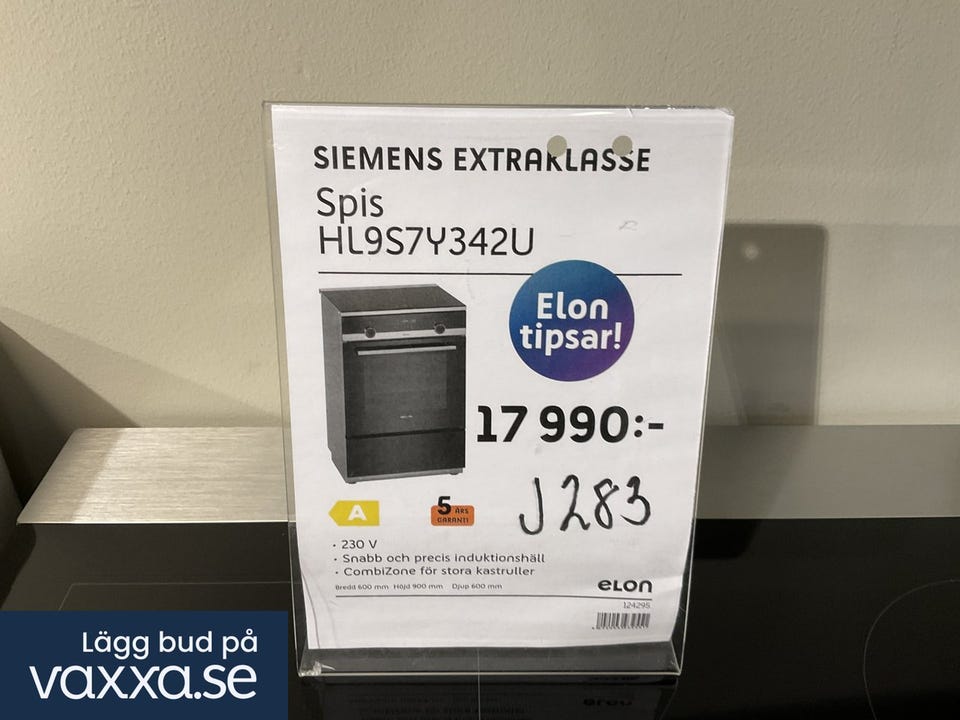 SIEMENS EXTRAKLASSE
Spis
HL9S7Y342U
Elon
tipsar!
17 990:-
J 283
A
5 ÅRS
GARANTI
• 230 V
• Snabb och precis induktionshäll
• CombiZone för stora kastruller
Bredd 600 mm Höjd 900 mm Djup 600 mm
elon
124295
Lägg bud på
vaxxa.se